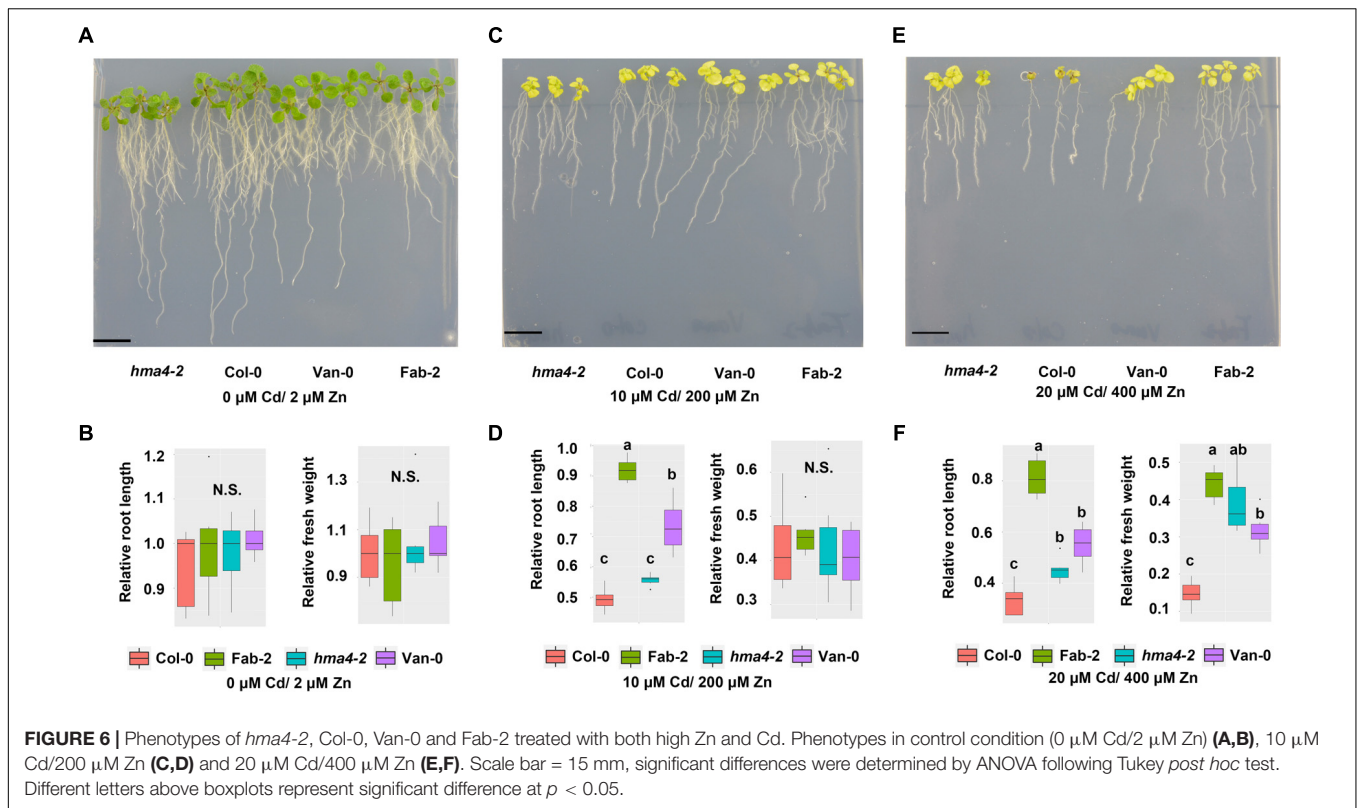 A
C
E
hma4-2 Col-0 Van-0 Fab-2
0 µM Cd/ 2 µM Zn
hma4-2 Col-0 Van-0 Fab-2
10 µM Cd/ 200 µM Zn
hma4-2 Col-0 Van-0 Fab-2
20 µM Cd/ 400 µM Zn
B
Relative root length
1.2
1.0
0.9
N.S.
Relative fresh weight
1.3
1.1
0.9
N.S.
Col-0 Fab-2 hma4-2 Van-0
0 µM Cd/ 2 µM Zn
D
Relative root length
1.0
0.9
0.8
0.7
0.6
0.5
c a c b
Relative fresh weight
0.6
0.5
0.4
0.3
N.S.
Col-0 Fab-2 hma4-2 Van-0
10 µM Cd/ 200 µM Zn
F
Relative root length
0.8
0.6
0.4
c a b b
Relative fresh weight
0.5
0.4
0.3
0.2
0.1
c a ab b
Col-0 Fab-2 hma4-2 Van-0
20 µM Cd/ 400 µM Zn
FIGURE 6 | Phenotypes of hma4-2, Col-0, Van-0 and Fab-2 treated with both high Zn and Cd. Phenotypes in control condition (0 µM Cd/2 µM Zn) (A,B), 10 µM
Cd/200 µM Zn (C,D) and 20 µM Cd/400 µM Zn (E,F). Scale bar = 15 mm, significant differences were determined by ANOVA following Tukey post hoc test.
Different letters above boxplots represent significant difference at p < 0.05.